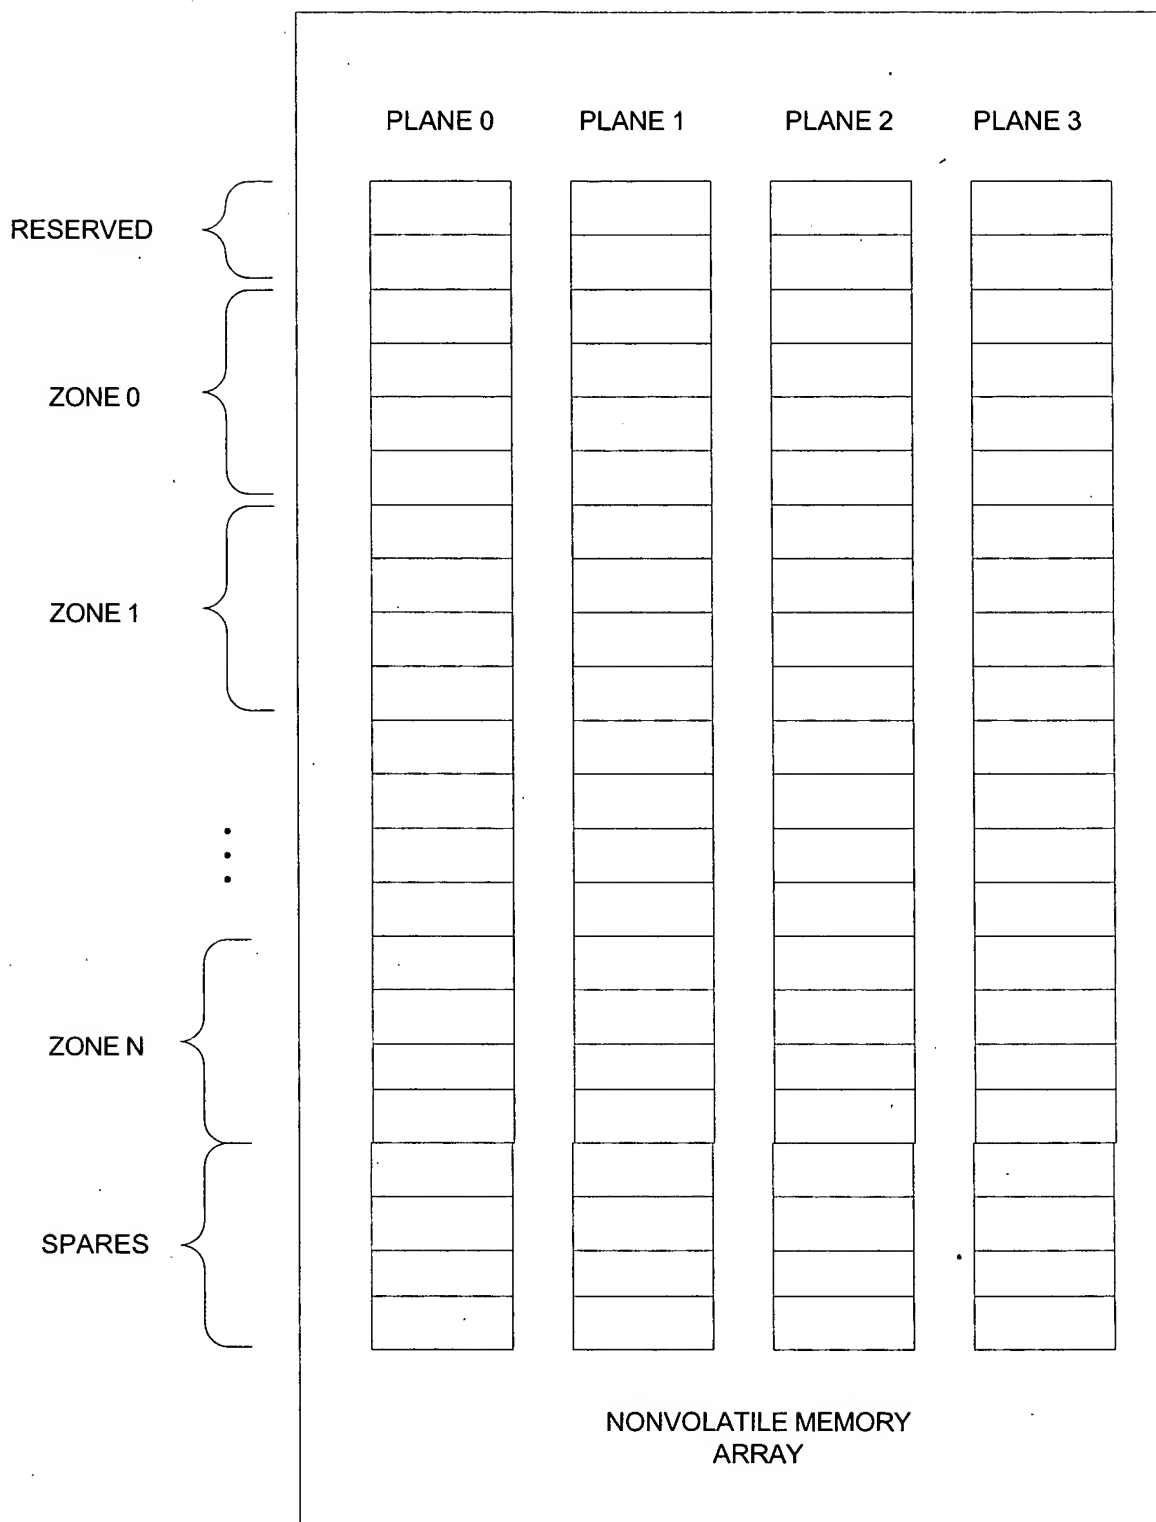 PLANE 0 PLANE 1 PLANE 2 PLANE 3
RESERVED
ZONE 0
ZONE 1
ZONE N
SPARES
NONVOLATILE MEMORY
ARRAY